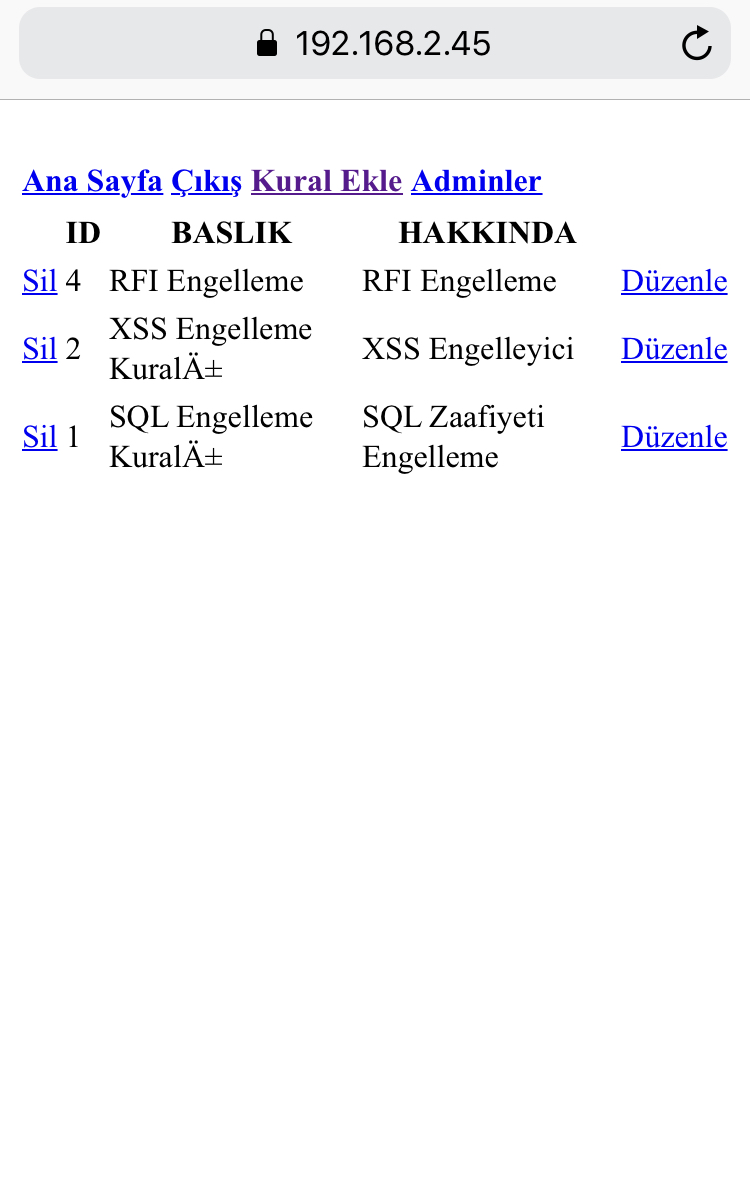 192.168.2.45
Ana Sayfa Çıkış Kural Ekle Adminler
ID BASLIK HAKKINDA
Sil 4 RFI Engelleme RFI Engelleme Düzenle
Sil 2 XSS Engelleme KuralÄ± XSS Engelleyici Düzenle
Sil 1 SQL Engelleme KuralÄ± SQL Zaafiyeti Engelleme Düzenle